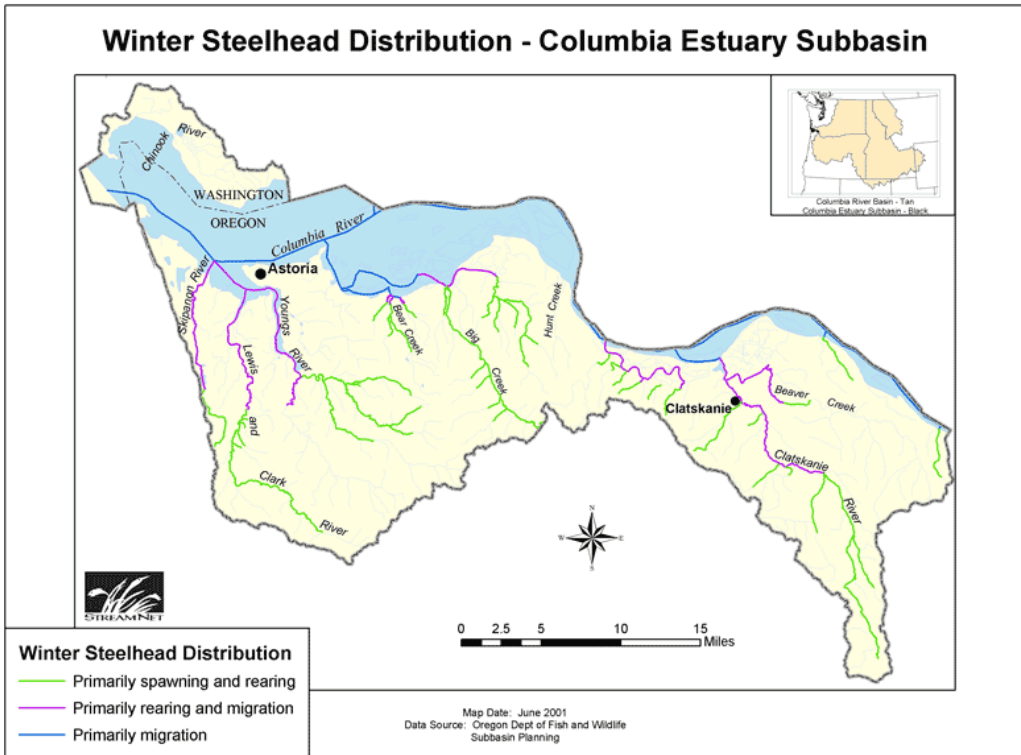 Winter Steelhead Distribution - Columbia Estuary Subbasin
Chinook River
WASHINGTON
OREGON
Columbia River
Astoria
Skipanon River
Youngs River
Lewis and Clark River
Bear Creek
Big Creek
Hunt Creek
Beaver Creek
Clatskanie
Clatskanie River
Columbia River Basin - Tan
Columbia Estuary Subbasin - Black
N
W E
S
STREAMNET
0 2.5 5 10 15
Miles
Winter Steelhead Distribution
Primarily spawning and rearing
Primarily rearing and migration
Primarily migration
Map Date: June 2001
Data Source: Oregon Dept of Fish and Wildlife
Subbasin Planning